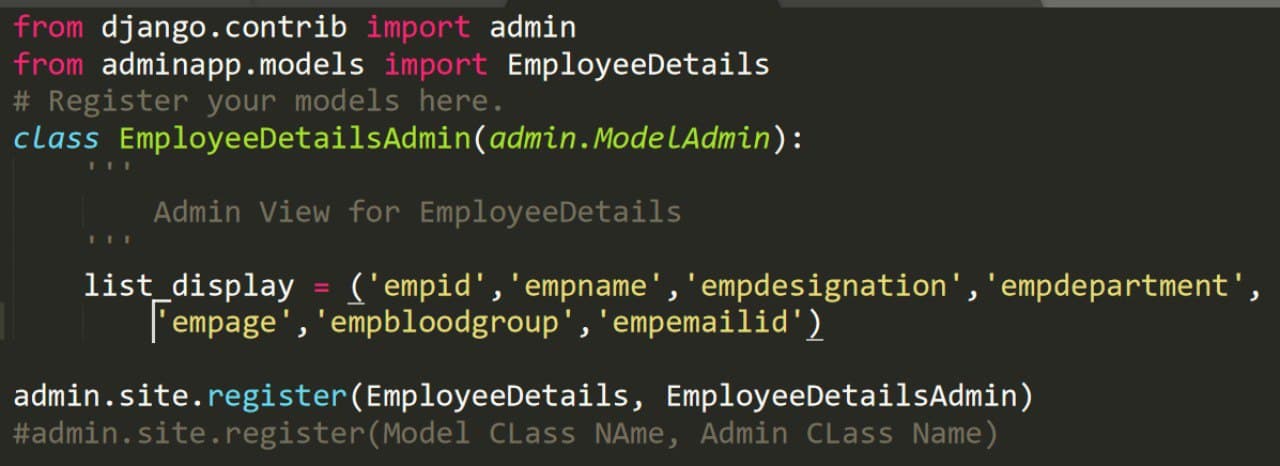 from django.contrib import admin
from adminapp.models import EmployeeDetails
# Register your models here.
class EmployeeDetailsAdmin(admin.ModelAdmin):
'''
Admin View for EmployeeDetails
'''
list_display = ('empid','empname','empdesignation','empdepartment',
'empage','empbloodgroup','empemailid')
admin.site.register(EmployeeDetails, EmployeeDetailsAdmin)
#admin.site.register(Model CLass NAme, Admin CLass Name)